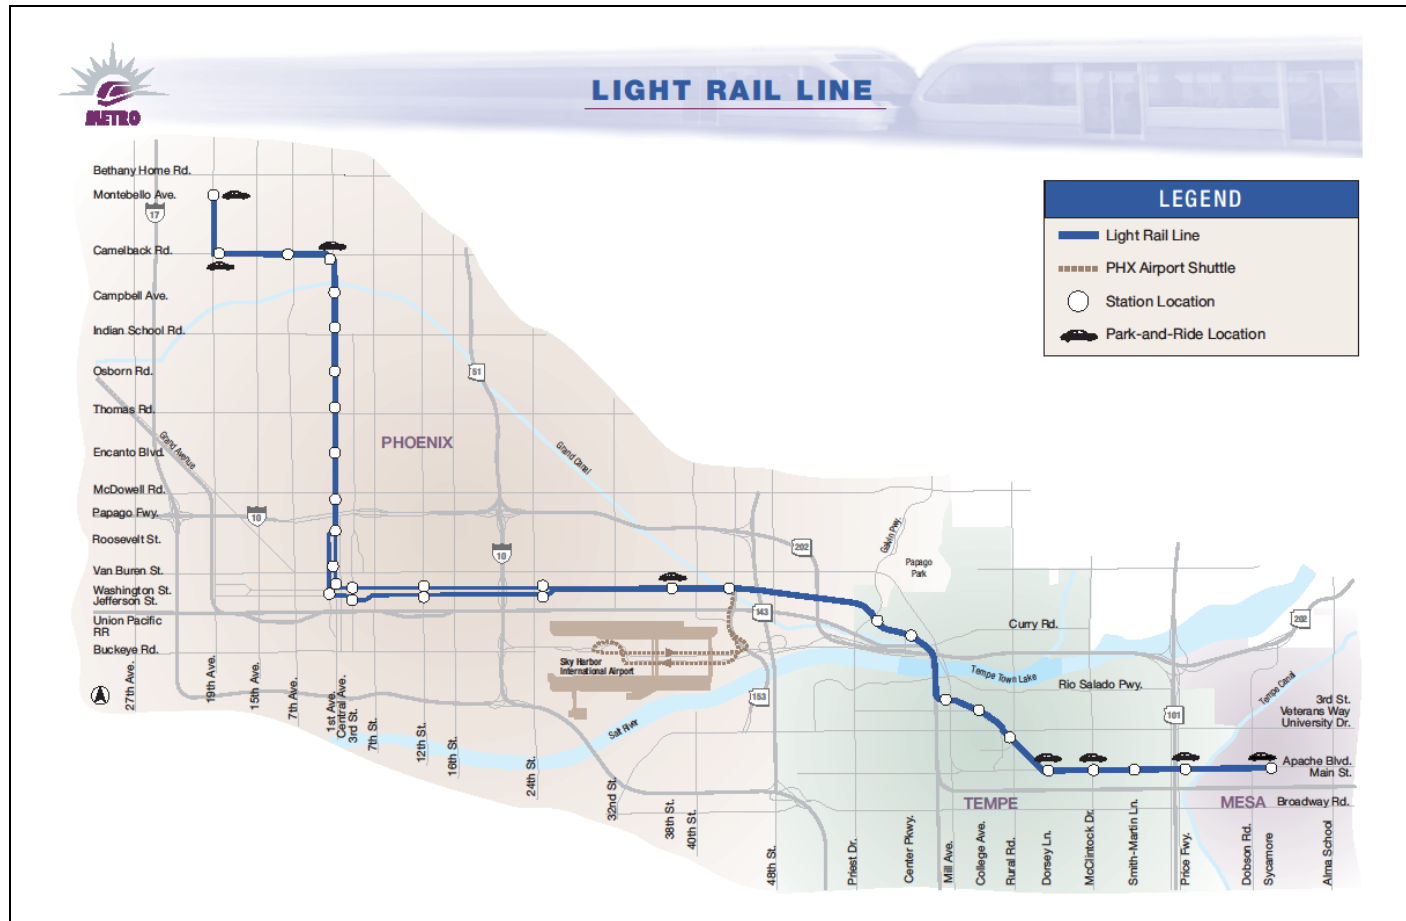 METRO
LIGHT RAIL LINE
LEGEND
Light Rail Line
PHX Airport Shuttle
Station Location
Park-and-Ride Location
Bethany Home Rd.
Montebello Ave.
17
Camelback Rd.
Campbell Ave.
Indian School Rd.
Osborn Rd.
51
Thomas Rd.
Grand Avenue
PHOENIX
Grand Canal
Encanto Blvd.
McDowell Rd.
Papago Fwy.
10
Roosevelt St.
10
202
Galvin Pwy.
Papago
Park
Van Buren St.
Washington St.
Jefferson St.
Union Pacific
RR
143
Curry Rd.
202
Buckeye Rd.
Sky Harbor
International Airport
Tempe Town Lake
Rio Salado Pwy.
Tempe Canal
153
101
3rd St.
Veterans Way
University Dr.
Salt River
Apache Blvd.
Main St.
TEMPE
MESA
Broadway Rd.
27th Ave.
19th Ave.
15th Ave.
7th Ave.
1st Ave.
Central Ave.
3rd St.
7th St.
12th St.
16th St.
24th St.
32nd St.
38th St.
40th St.
48th St.
Priest Dr.
Center Pkwy.
Mill Ave.
College Ave.
Rural Rd.
Dorsey Ln.
McClintock Dr.
Smith-Martin Ln.
Price Fwy.
Dobson Rd.
Sycamore
Alma School